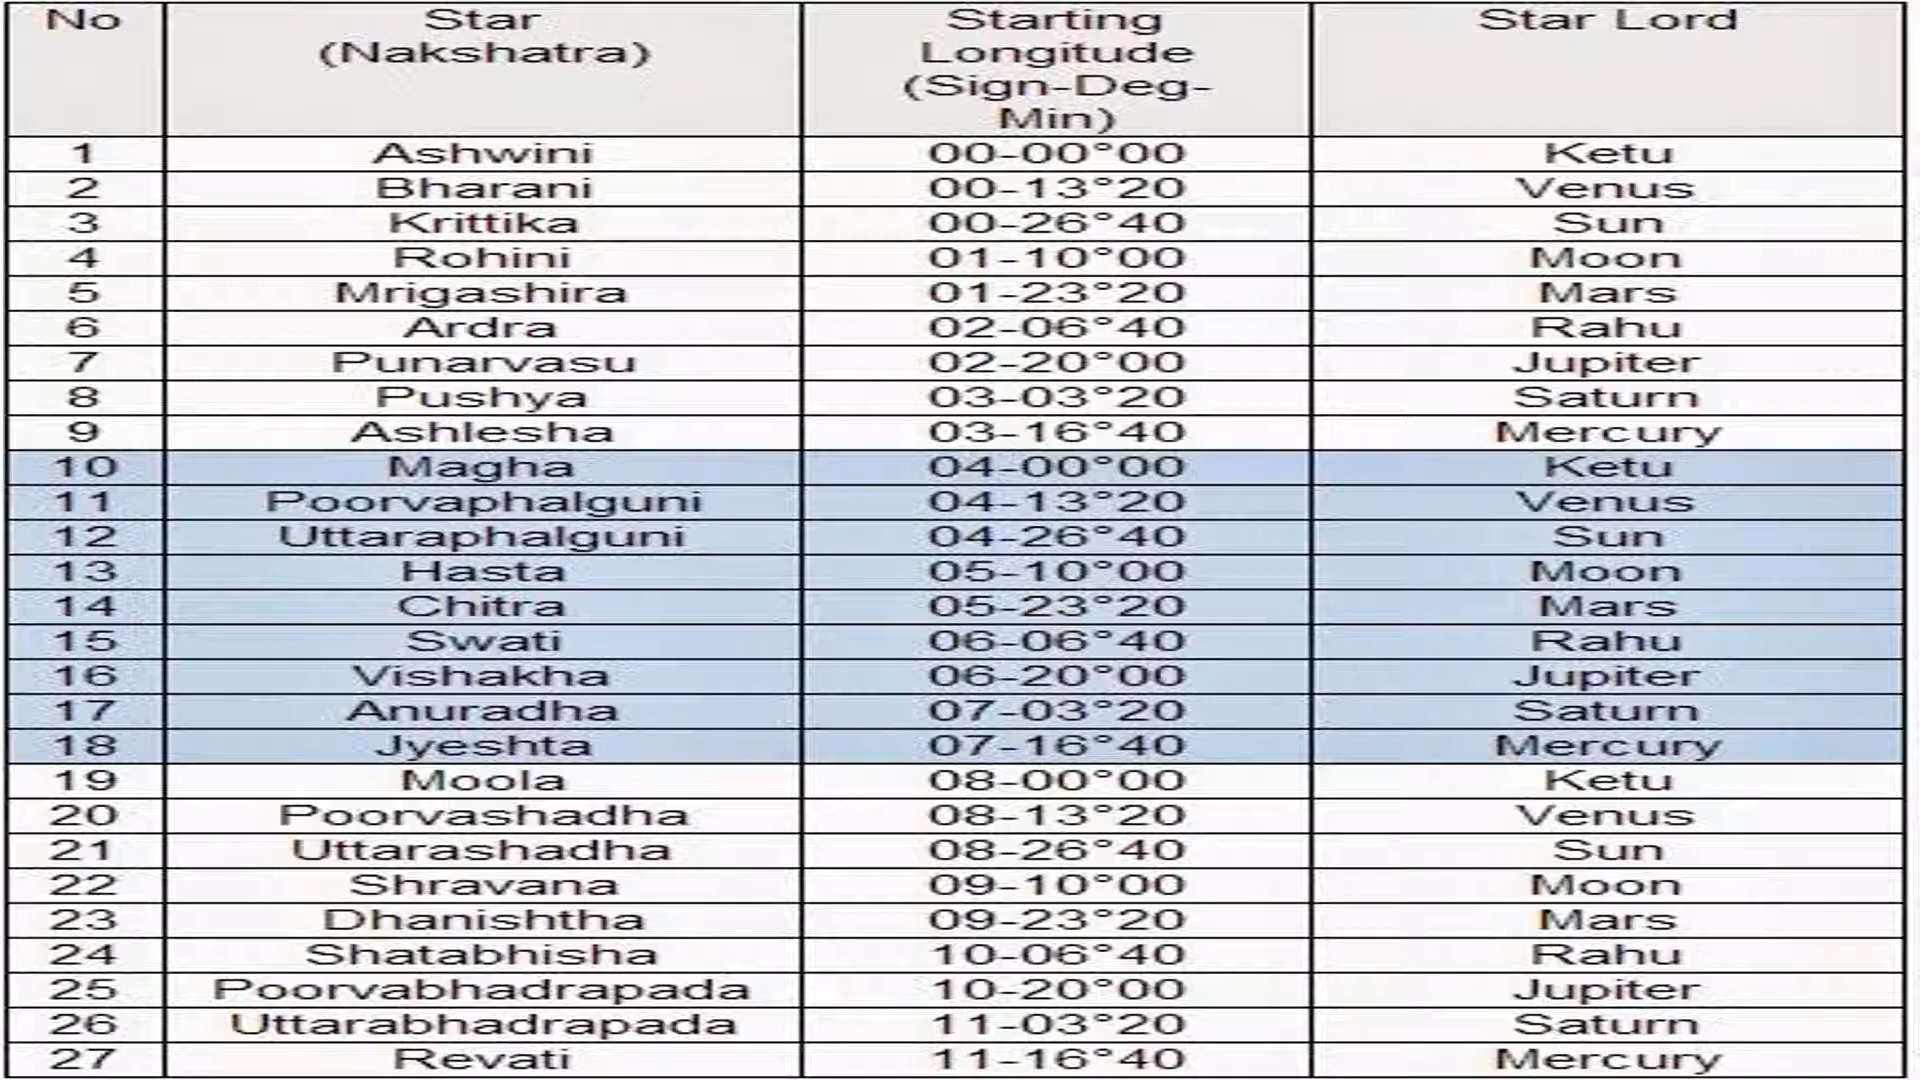 No Star (Nakshatra) Starting Longitude (Sign-Deg-Min) Star Lord
1 Ashwini 00-00°00 Ketu
2 Bharani 00-13°20 Venus
3 Krittika 00-26°40 Sun
4 Rohini 01-10°00 Moon
5 Mrigashira 01-23°20 Mars
6 Ardra 02-06°40 Rahu
7 Punarvasu 02-20°00 Jupiter
8 Pushya 03-03°20 Saturn
9 Ashlesha 03-16°40 Mercury
10 Magha 04-00°00 Ketu
11 Poorvaphalguni 04-13°20 Venus
12 Uttaraphalguni 04-26°40 Sun
13 Hasta 05-10°00 Moon
14 Chitra 05-23°20 Mars
15 Swati 06-06°40 Rahu
16 Vishakha 06-20°00 Jupiter
17 Anuradha 07-03°20 Saturn
18 Jyeshta 07-16°40 Mercury
19 Moola 08-00°00 Ketu
20 Poorvashadha 08-13°20 Venus
21 Uttarashadha 08-26°40 Sun
22 Shravana 09-10°00 Moon
23 Dhanishtha 09-23°20 Mars
24 Shatabhisha 10-06°40 Rahu
25 Poorvabhadrapada 10-20°00 Jupiter
26 Uttarabhadrapada 11-03°20 Saturn
27 Revati 11-16°40 Mercury